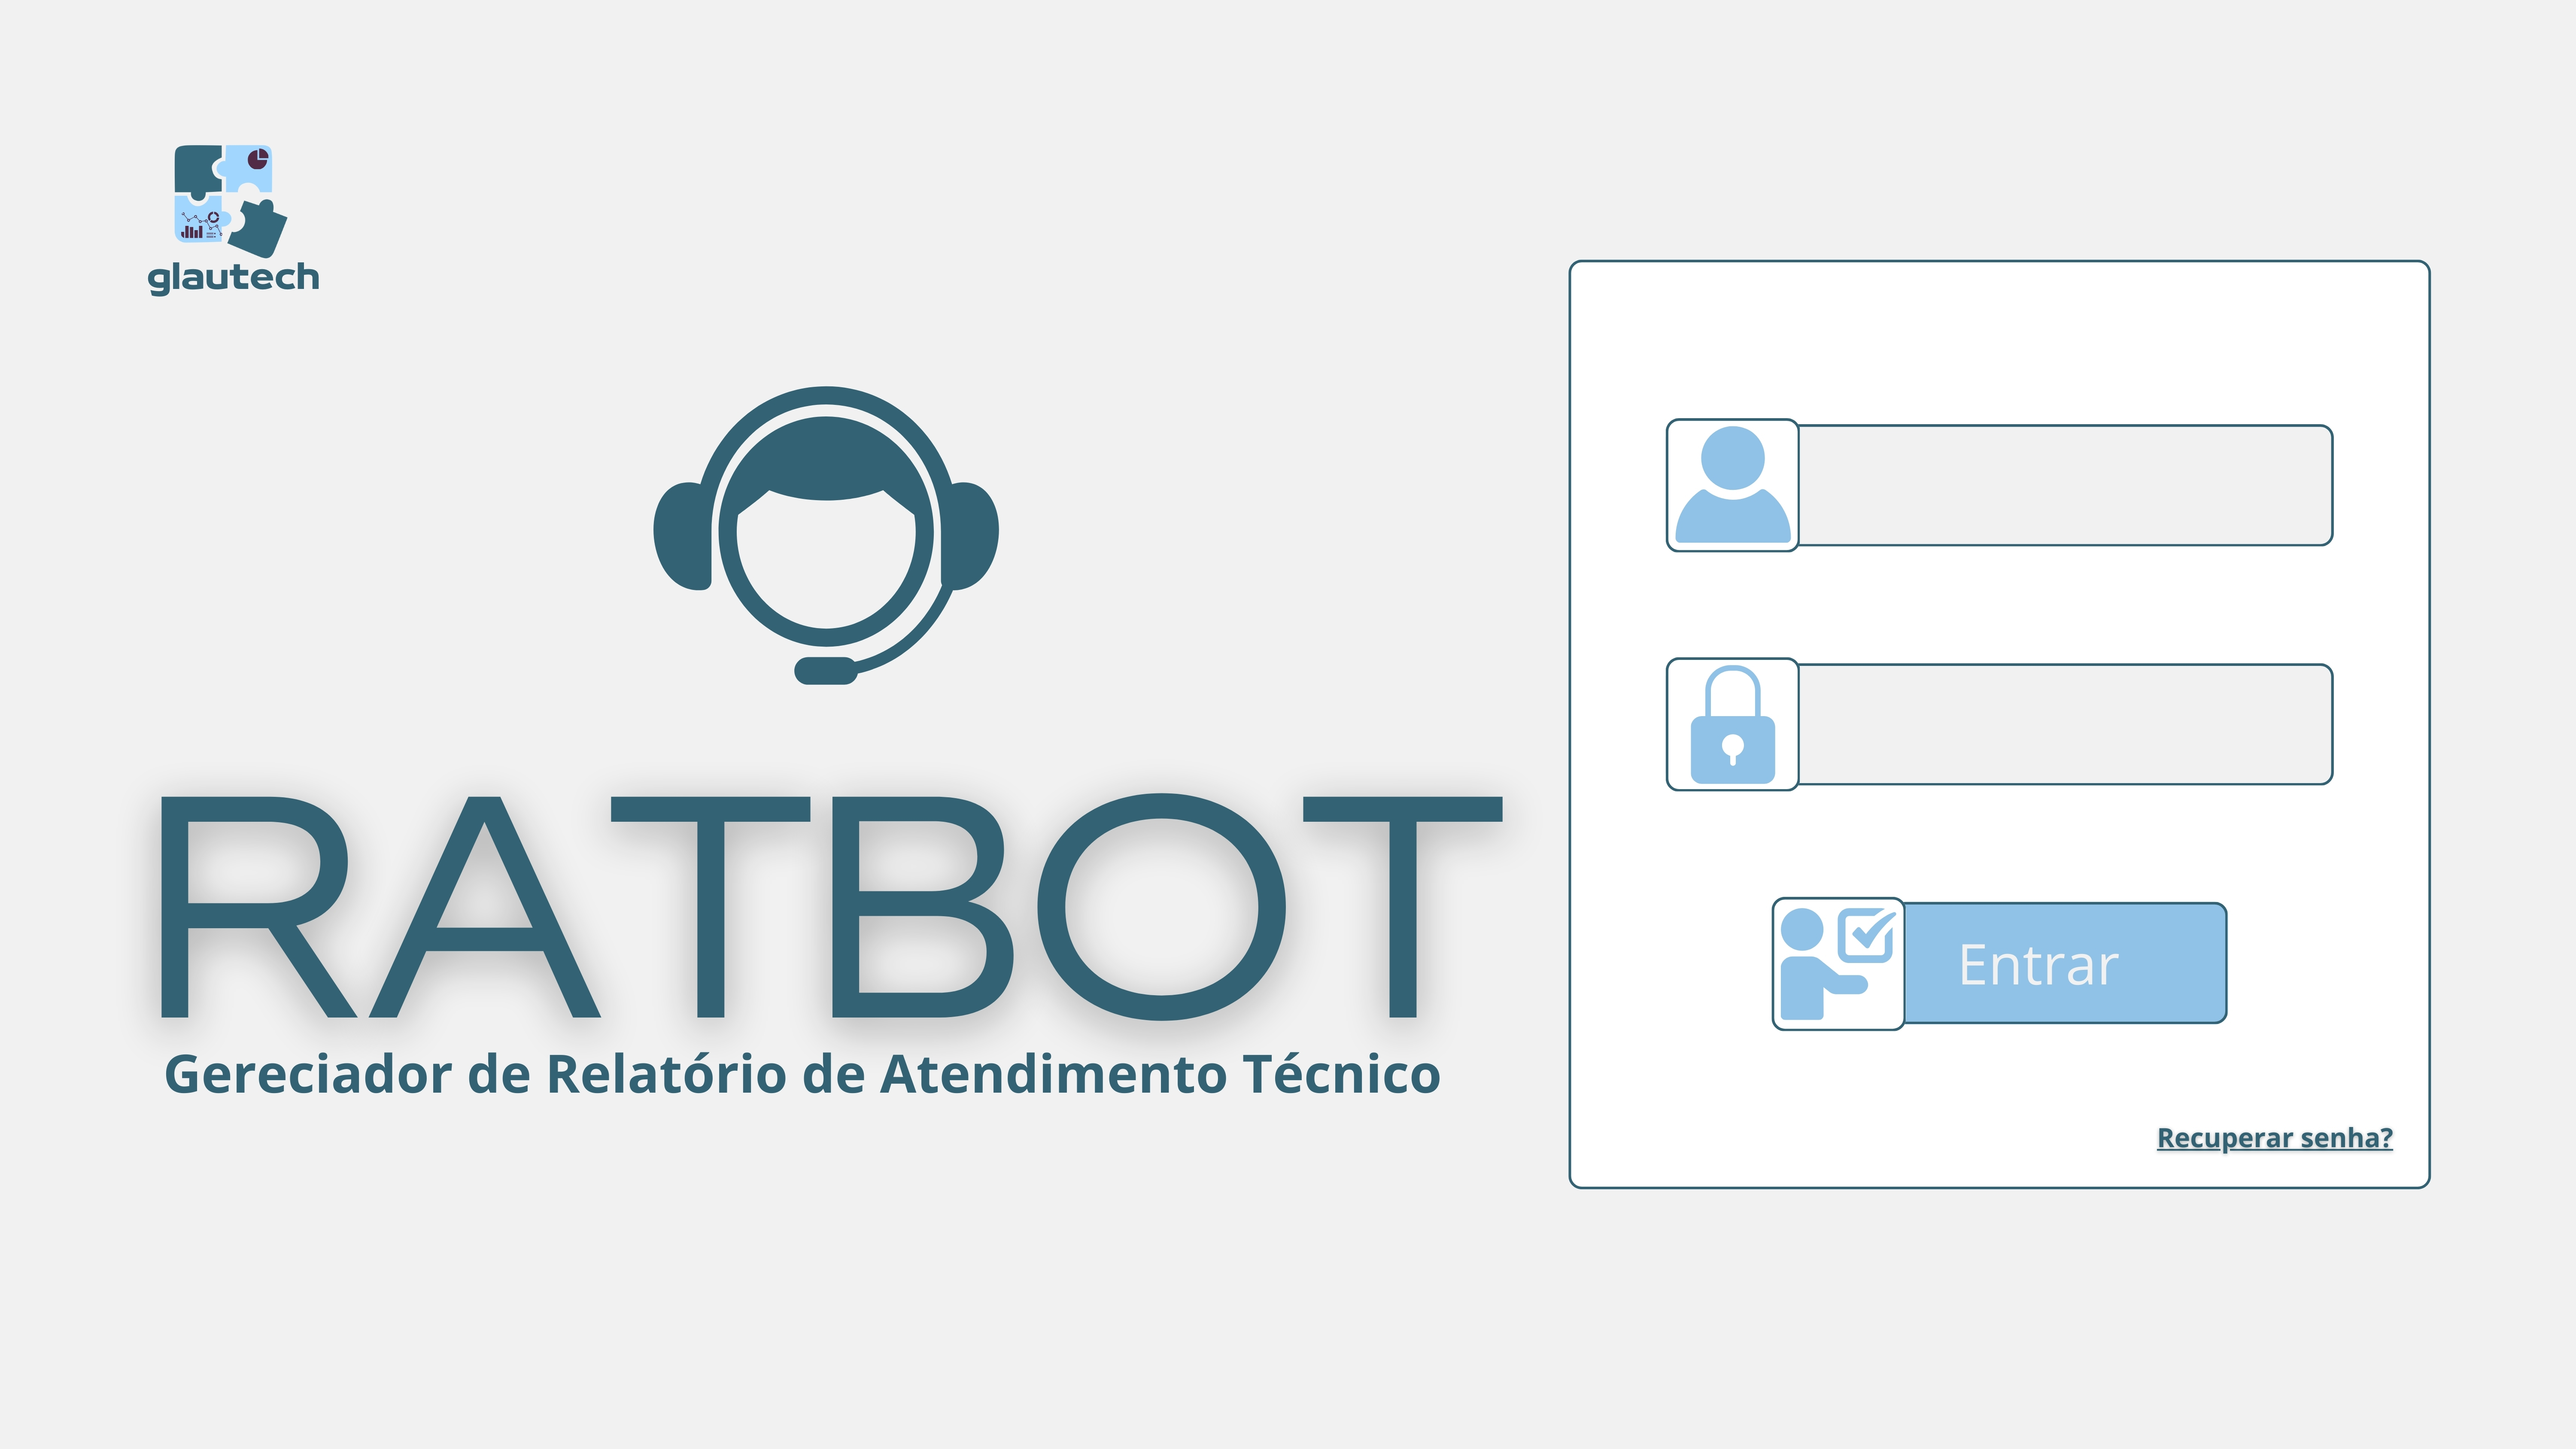 glautech
RATBOT
Gereciador de Relatório de Atendimento Técnico
Entrar
Recuperar senha?